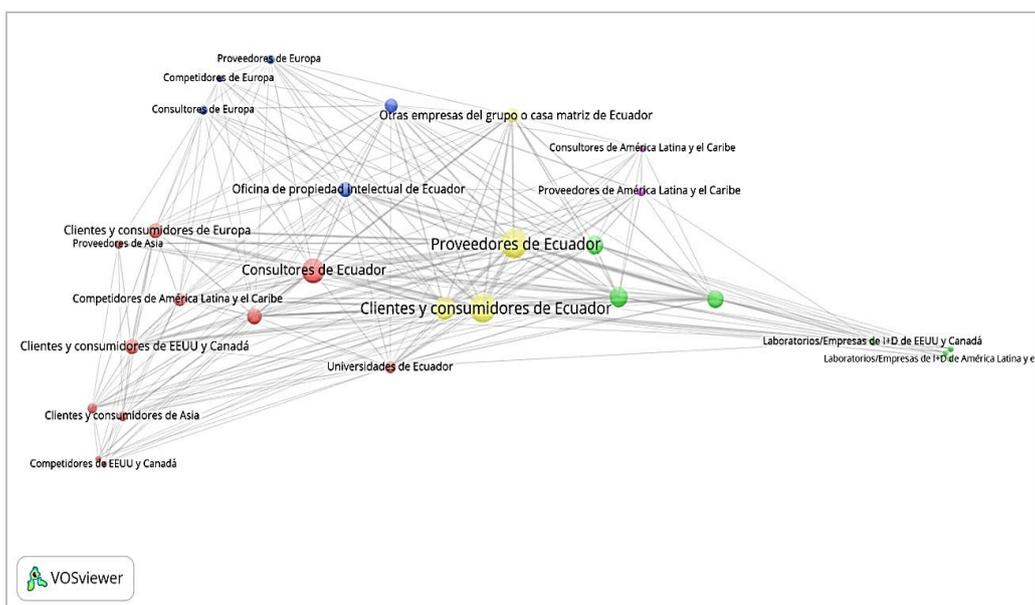 Proveedores de Europa
Competidores de Europa
Consultores de Europa
Otras empresas del grupo o casa matriz de Ecuador
Consultores de América Latina y el Caribe
Oficina de propiedad intelectual de Ecuador
Proveedores de América Latina y el Caribe
Clientes y consumidores de Europa
Proveedores de Asia
Proveedores de Ecuador
Consultores de Ecuador
Competidores de América Latina y el Caribe
Clientes y consumidores de Ecuador
Clientes y consumidores de EEUU y Canadá
Universidades de Ecuador
Laboratorios/Empresas de I+D de EEUU y Canadá
Laboratorios/Empresas de I+D de América Latina y e
Clientes y consumidores de Asia
Competidores de EEUU y Canadá
VOSviewer